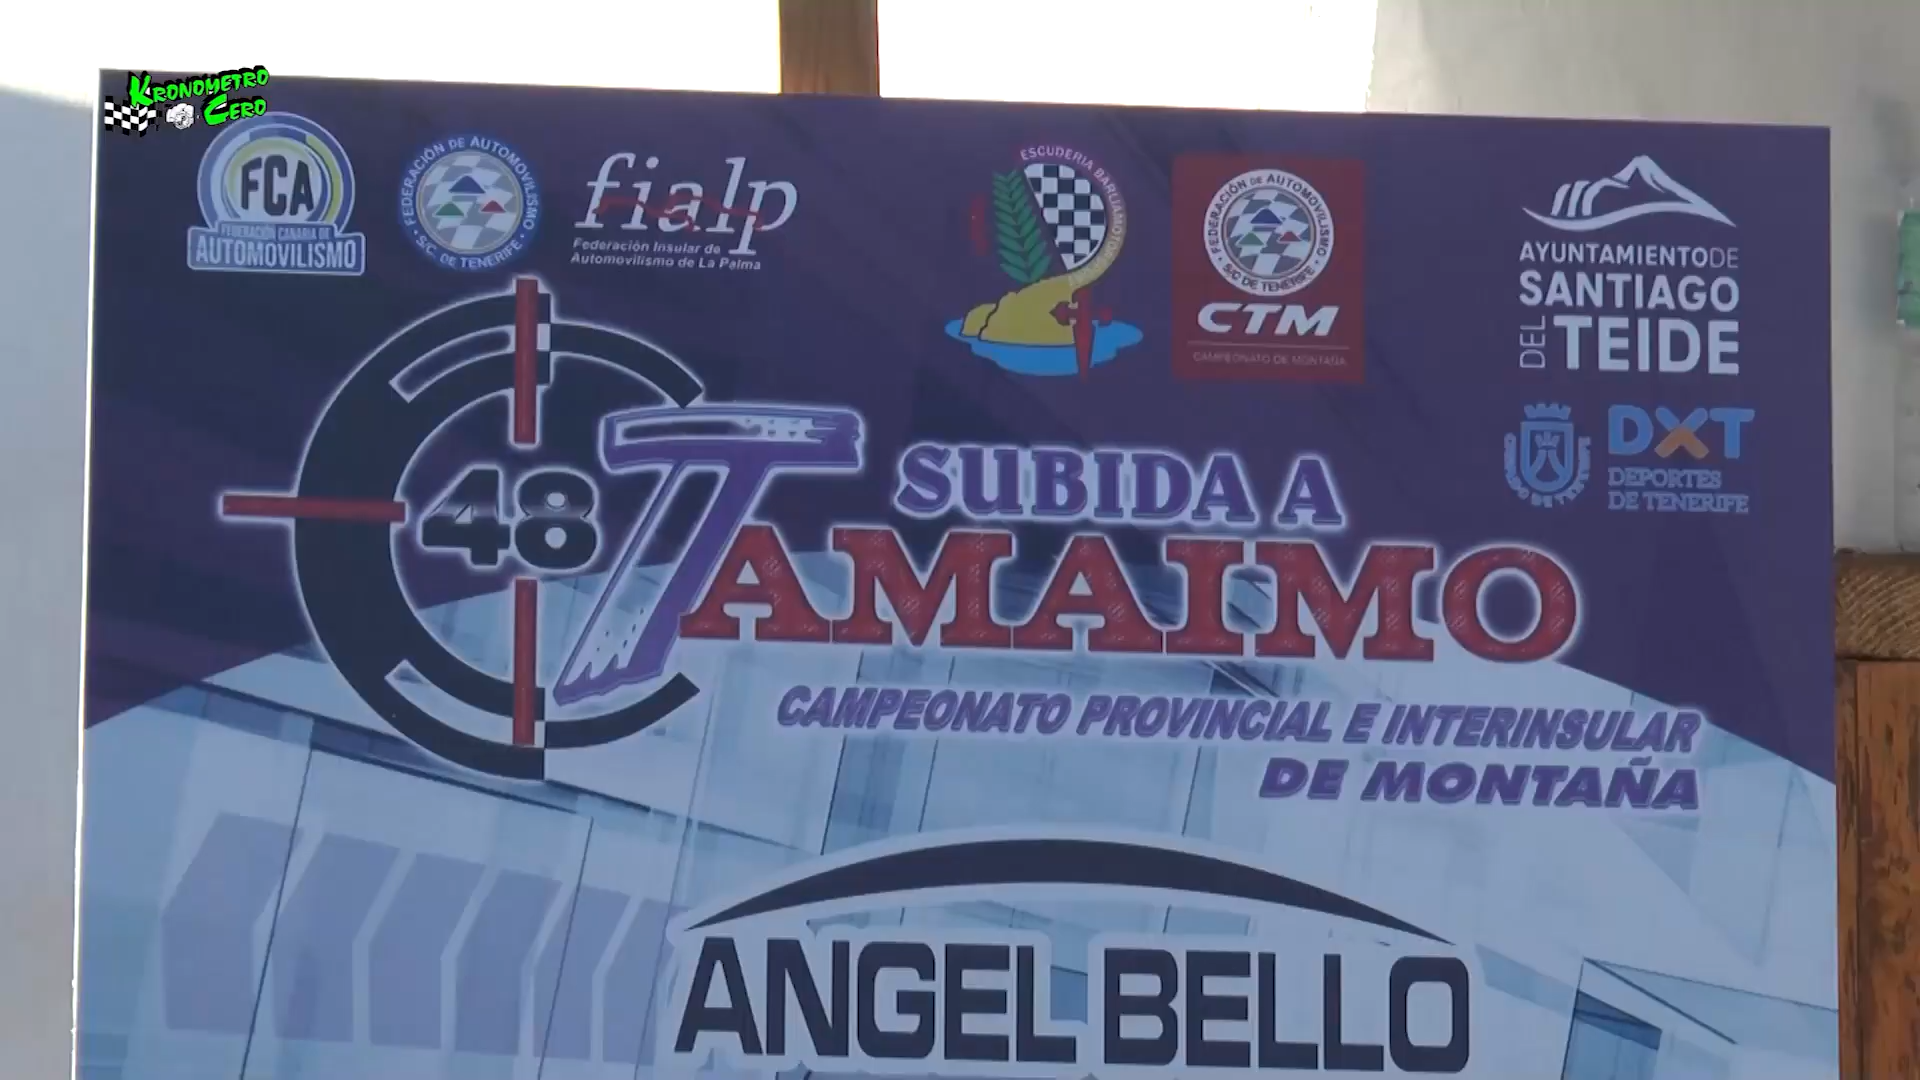 KRONOMETRO
CERO
FCA
FEDERACIÓN CANARIA DE
AUTOMOVILISMO
FEDERACIÓN DE AUTOMOVILISMO
S/C. DE TENERIFE
fialp
Federación Insular de
Automovilismo de La Palma
ESCUDERIA
FEDERACIÓN DE AUTOMOVILISMO
S/C. DE TENERIFE
CTM
CAMPEONATO DE MONTAÑA
AYUNTAMIENTO DE
SANTIAGO
DEL TEIDE
DXT
DEPORTES
DE TENERIFE
48
SUBIDA A
TAMAIMO
CAMPEONATO PROVINCIAL E INTERINSULAR
DE MONTAÑA
ANGEL BELLO